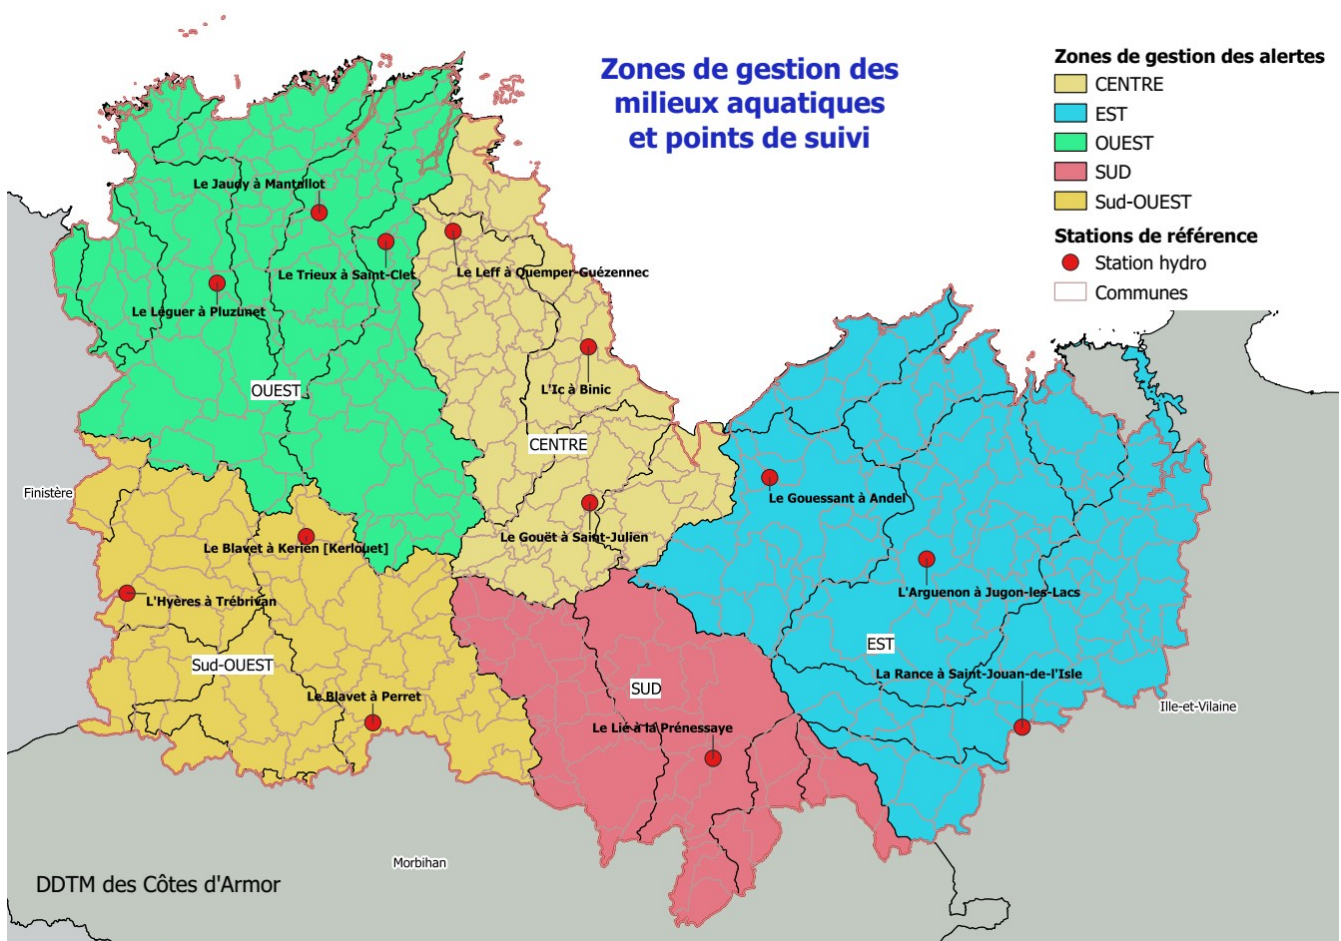 Zones de gestion des
milieux aquatiques
et points de suivi
Zones de gestion des alertes
CENTRE
EST
OUEST
SUD
Sud-OUEST
Stations de référence
Station hydro
Communes
Le Jaudy à Mantallot
Le Trieux à Saint-Clet
Le Leff à Quemper-Guézennec
Le Léguer à Pluzunet
OUEST
L'Ic à Binic
CENTRE
Finistère
Le Gouessant à Andel
Le Gouët à Saint-Julien
Le Blavet à Kerien [Kerlouet]
L'Hyères à Trébrivan
L'Arguenon à Jugon-les-Lacs
EST
Sud-OUEST
La Rance à Saint-Jouan-de-l'Isle
SUD
Le Blavet à Perret
Ille-et-Vilaine
Le Lié à la Prénessaye
Morbihan
DDTM des Côtes d'Armor